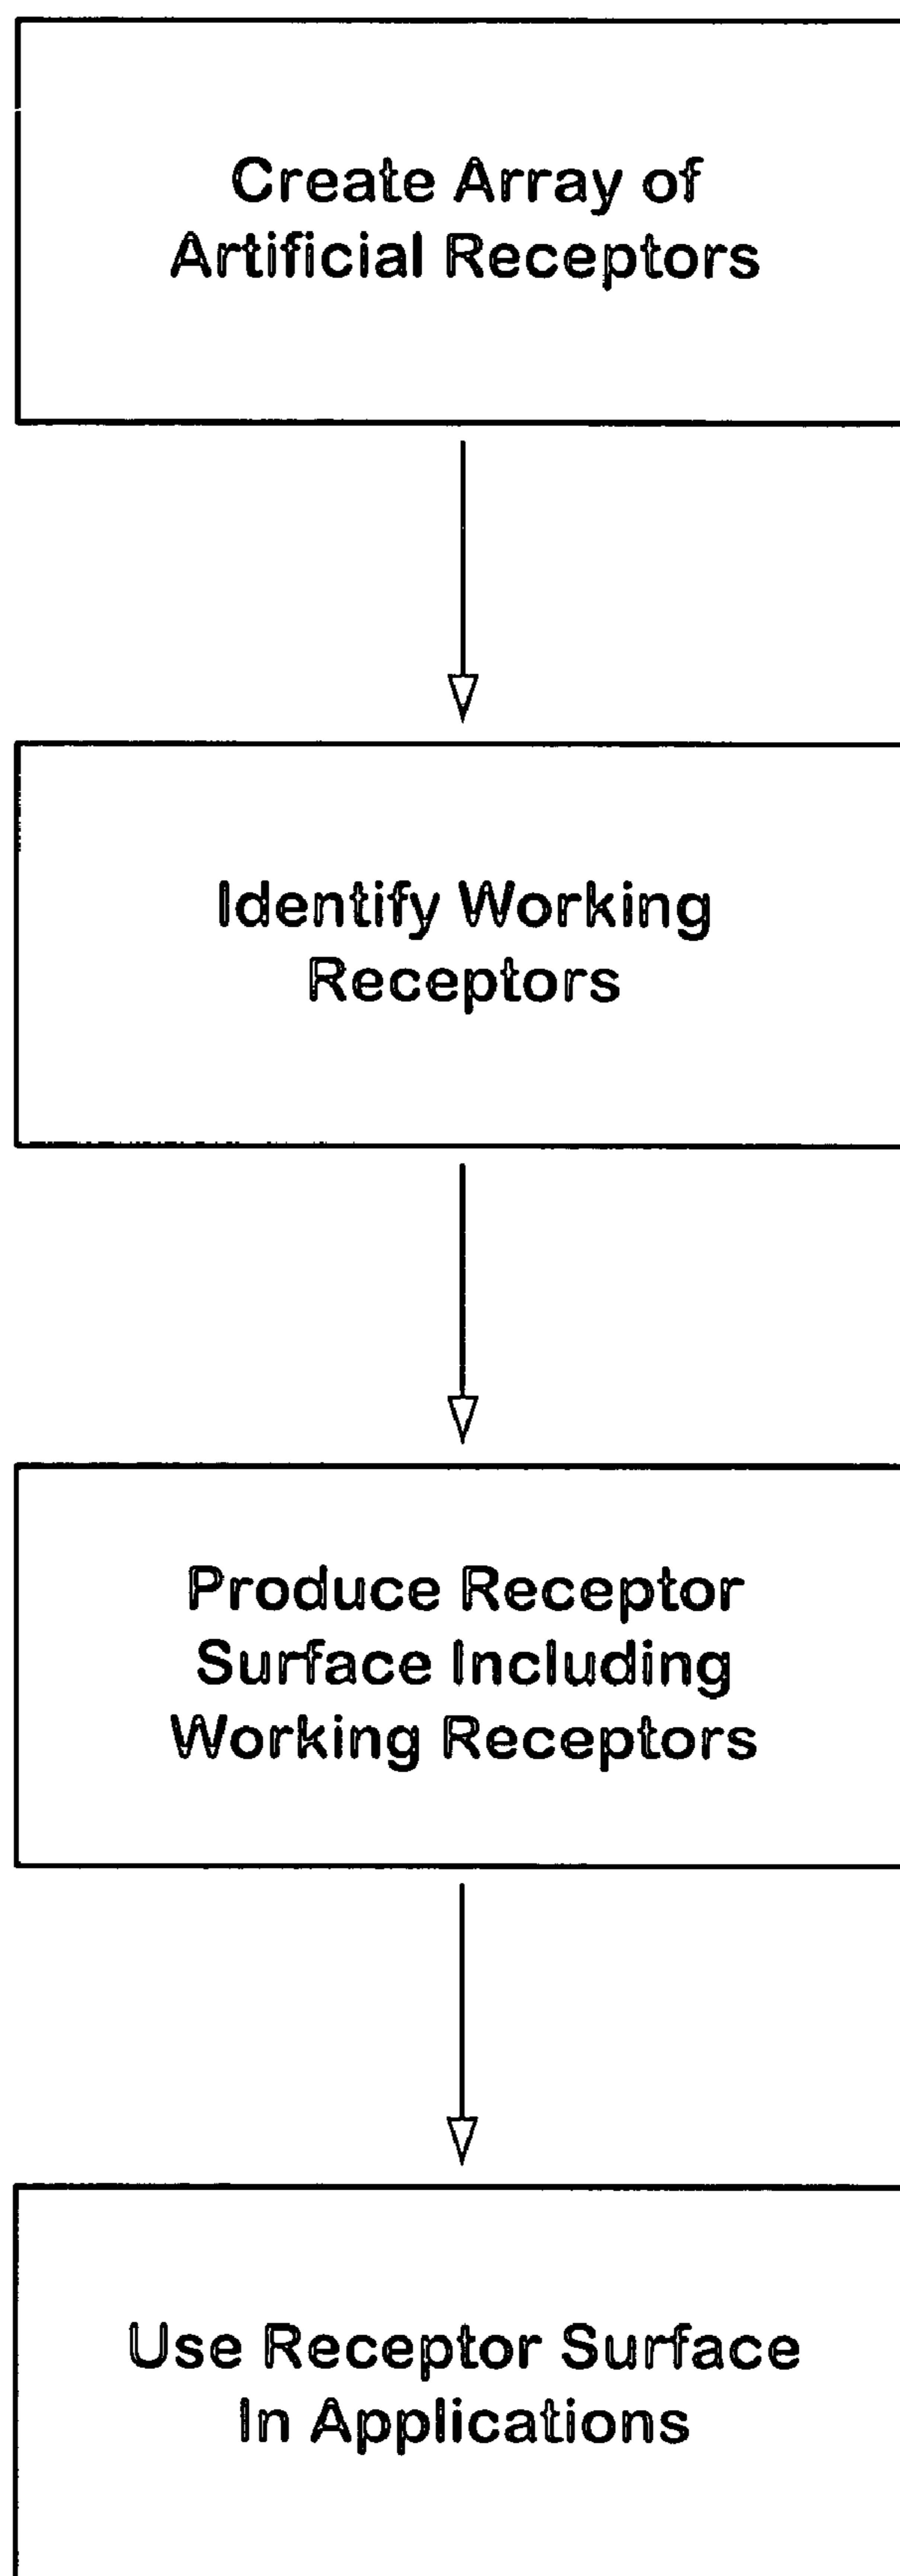 Create Array of
Artificial Receptors
Identify Working
Receptors
Produce Receptor
Surface Including
Working Receptors
Use Receptor Surface
In Applications